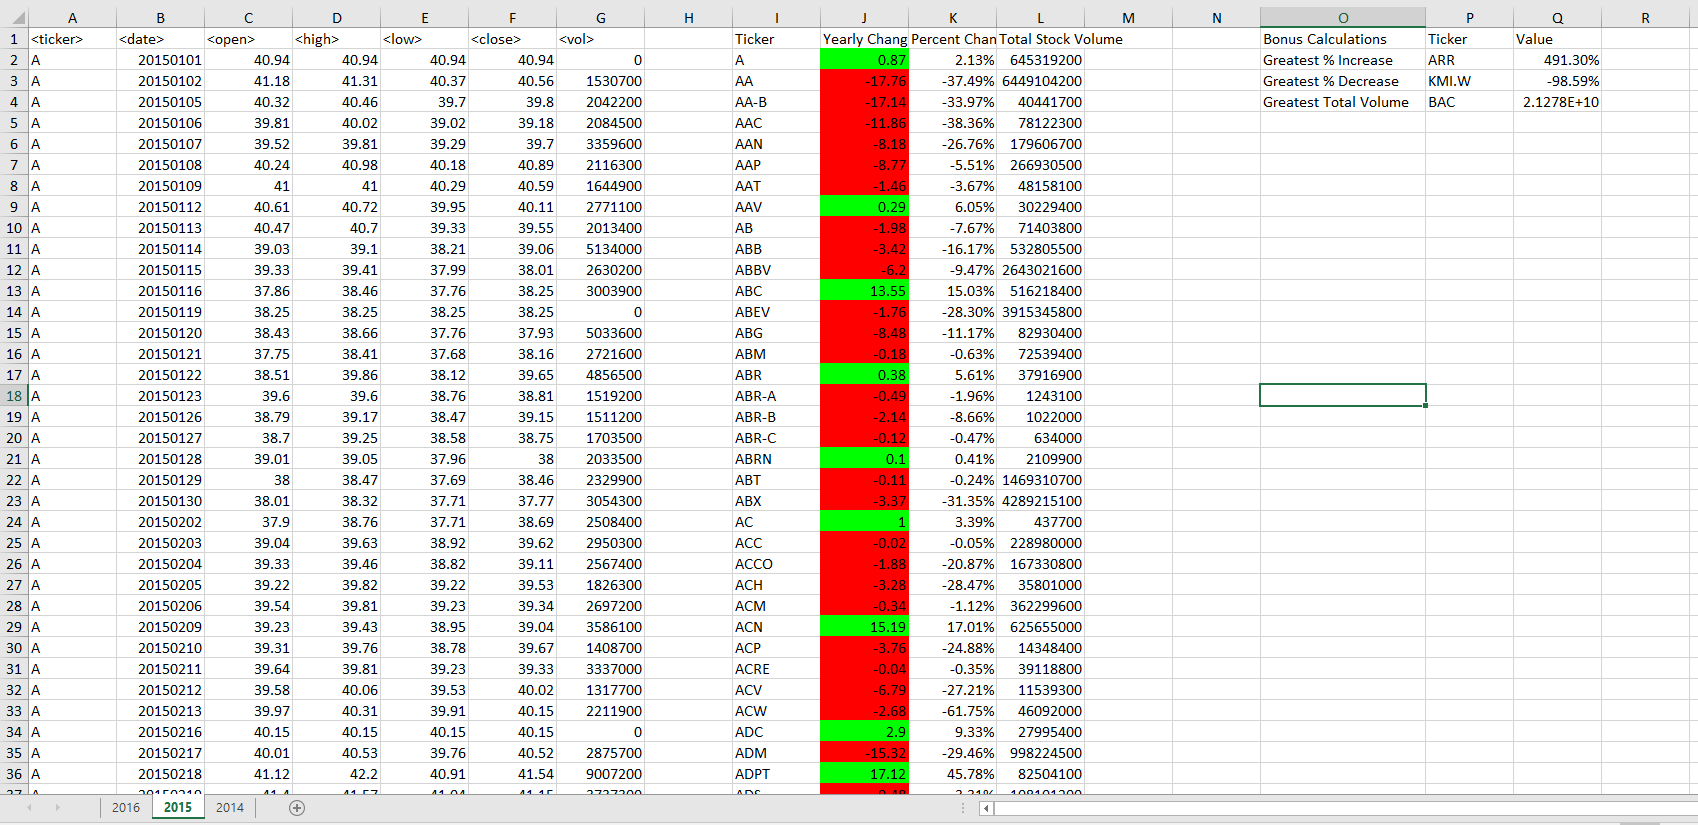 A B C D E F G H I J K L M N O P Q R
1 <ticker> <date> <open> <high> <low> <close> <vol> Ticker Yearly Chang Percent Chan Total Stock Volume Bonus Calculations Ticker Value
2 A 20150101 40.94 40.94 40.94 40.94 0 A 0.87 2.13% 645319200 Greatest % Increase ARR 491.30%
3 A 20150102 41.18 41.31 40.37 40.56 1530700 AA -17.76 -37.49% 6449104200 Greatest % Decrease KMI.W -98.59%
4 A 20150105 40.32 40.46 39.7 39.8 2042200 AA-B -17.14 -33.97% 40441700 Greatest Total Volume BAC 2.1278E+10
5 A 20150106 39.81 40.02 39.02 39.18 2084500 AAC -11.86 -38.36% 78122300
6 A 20150107 39.52 39.81 39.29 39.7 3359600 AAN -8.18 -26.76% 179606700
7 A 20150108 40.24 40.98 40.18 40.89 2116300 AAP -8.77 -5.51% 266930500
8 A 20150109 41 41 40.29 40.59 1644900 AAT -1.46 -3.67% 48158100
9 A 20150112 40.61 40.72 39.95 40.11 2771100 AAV 0.29 6.05% 30229400
10 A 20150113 40.47 40.7 39.33 39.55 2013400 AB -1.98 -7.67% 71403800
11 A 20150114 39.03 39.1 38.21 39.06 5134000 ABB -3.42 -16.17% 532805500
12 A 20150115 39.33 39.41 37.99 38.01 2630200 ABBV -6.2 -9.47% 2643021600
13 A 20150116 37.86 38.46 37.76 38.25 3003900 ABC 13.55 15.03% 516218400
14 A 20150119 38.25 38.25 38.25 38.25 0 ABEV -1.76 -28.30% 3915345800
15 A 20150120 38.43 38.66 37.76 37.93 5033600 ABG -8.48 -11.17% 82930400
16 A 20150121 37.75 38.41 37.68 38.16 2721600 ABM -0.18 -0.63% 72539400
17 A 20150122 38.51 39.86 38.12 39.65 4856500 ABR 0.38 5.61% 37916900
18 A 20150123 39.6 39.6 38.76 38.81 1519200 ABR-A -0.49 -1.96% 1243100
19 A 20150126 38.79 39.17 38.47 39.15 1511200 ABR-B -2.14 -8.66% 1022000
20 A 20150127 38.7 39.25 38.58 38.75 1703500 ABR-C -0.12 -0.47% 634000
21 A 20150128 39.01 39.05 37.96 38 2033500 ABRN 0.1 0.41% 2109900
22 A 20150129 38 38.47 37.69 38.46 2329900 ABT -0.11 -0.24% 1469310700
23 A 20150130 38.01 38.32 37.71 37.77 3054300 ABX -3.37 -31.35% 4289215100
24 A 20150202 37.9 38.76 37.71 38.69 2508400 AC 1 3.39% 437700
25 A 20150203 39.04 39.63 38.92 39.62 2950300 ACC -0.02 -0.05% 228980000
26 A 20150204 39.33 39.46 38.82 39.11 2567400 ACCO -1.88 -20.87% 167330800
27 A 20150205 39.22 39.82 39.22 39.53 1826300 ACH -3.28 -28.47% 35801000
28 A 20150206 39.54 39.81 39.23 39.34 2697200 ACM -0.34 -1.12% 362299600
29 A 20150209 39.23 39.43 38.95 39.04 3586100 ACN 15.19 17.01% 625655000
30 A 20150210 39.31 39.76 38.78 39.67 1408700 ACP -3.76 -24.88% 14348400
31 A 20150211 39.64 39.81 39.23 39.33 3337000 ACRE -0.04 -0.35% 39118800
32 A 20150212 39.58 40.06 39.53 40.02 1317700 ACV -6.79 -27.21% 11539300
33 A 20150213 39.97 40.31 39.91 40.15 2211900 ACW -2.68 -61.75% 46092000
34 A 20150216 40.15 40.15 40.15 40.15 0 ADC 2.9 9.33% 27995400
35 A 20150217 40.01 40.53 39.76 40.52 2875700 ADM -15.32 -29.46% 998224500
36 A 20150218 41.12 42.2 40.91 41.54 9007200 ADPT 17.12 45.78% 82504100
2016 2015 2014